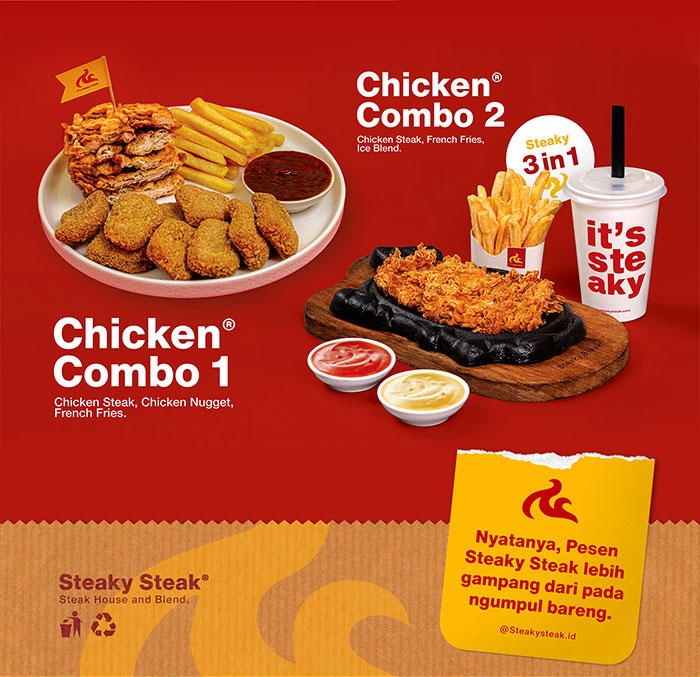 Chicken®
Combo 2
Chicken Steak, French Fries,
Ice Blend.
Steaky
3 in 1
it's
ste
aky
Chicken®
Combo 1
Chicken Steak, Chicken Nugget,
French Fries.
Nyatanya, Pesen
Steaky Steak lebih
gampang dari pada
ngumpul bareng.
@Steakysteak.id
Steaky Steak®
Steak House and Blend.